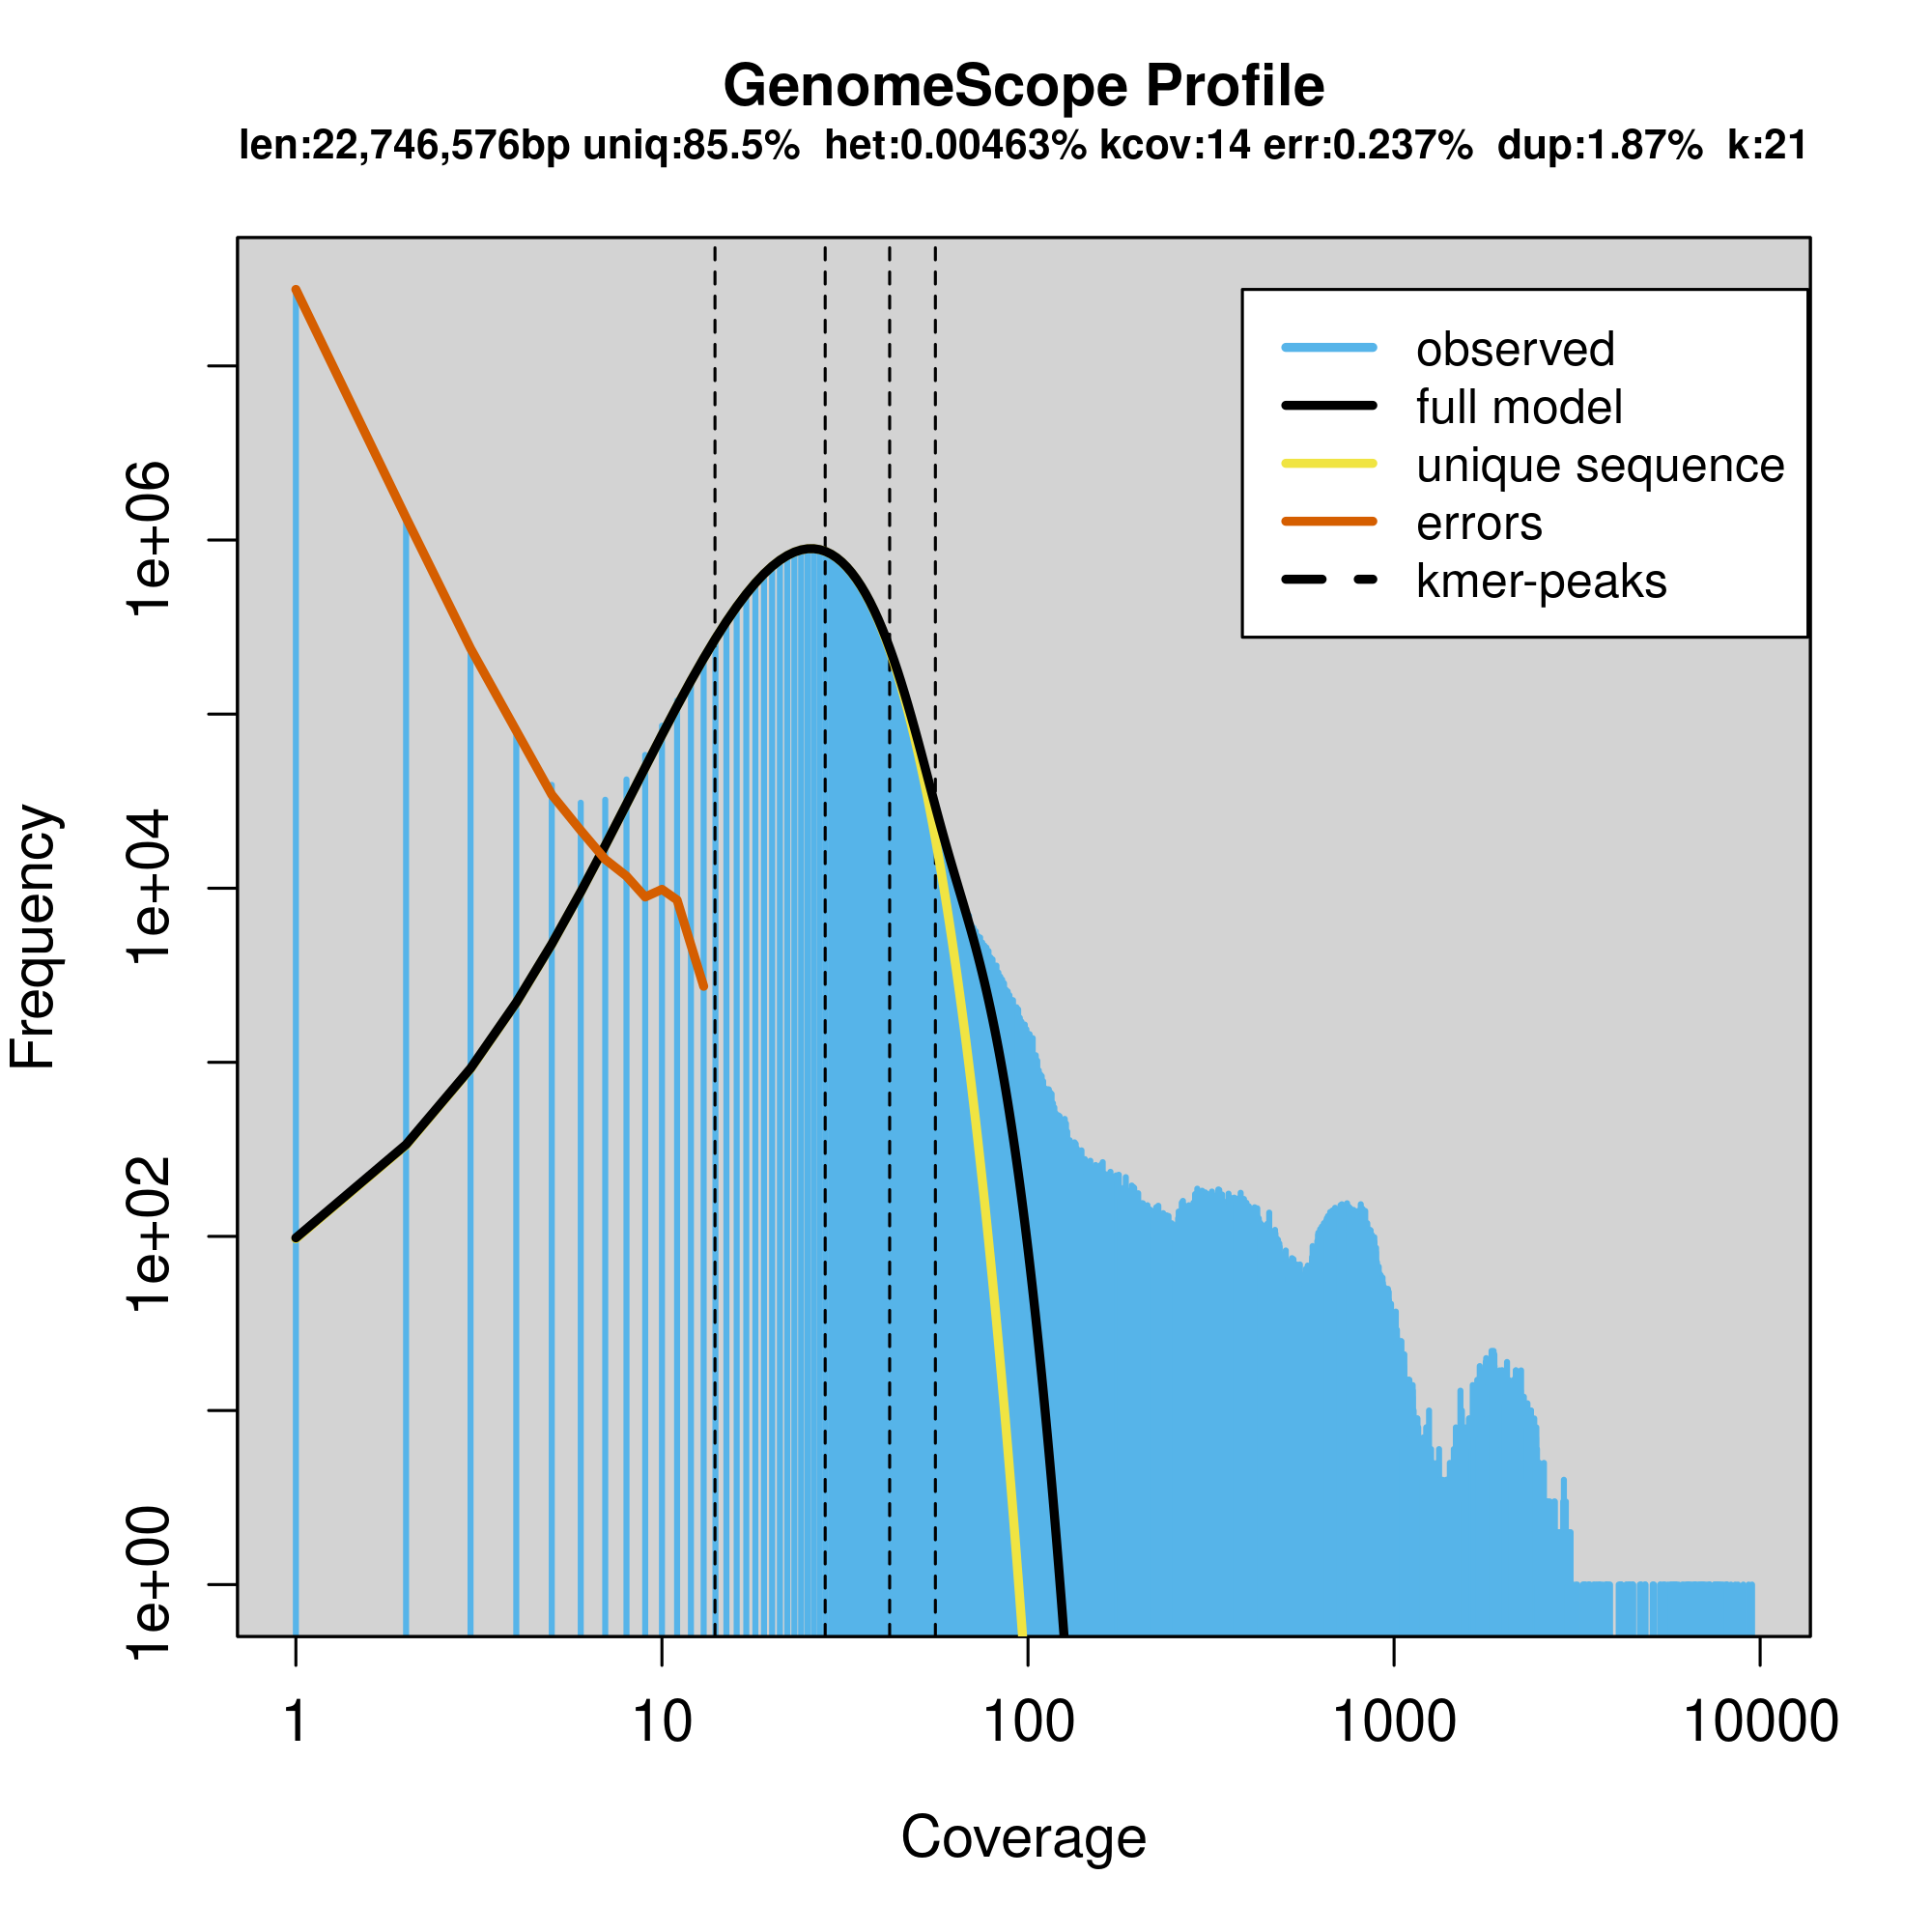 GenomeScope Profile
len:22,746,576bp uniq:85.5% het:0.00463% kcov:14 err:0.237% dup:1.87% k:21
observed
full model
unique sequence
errors
kmer-peaks
Frequency
1e+06
1e+04
1e+02
1e+00
1 10 100 1000 10000
Coverage